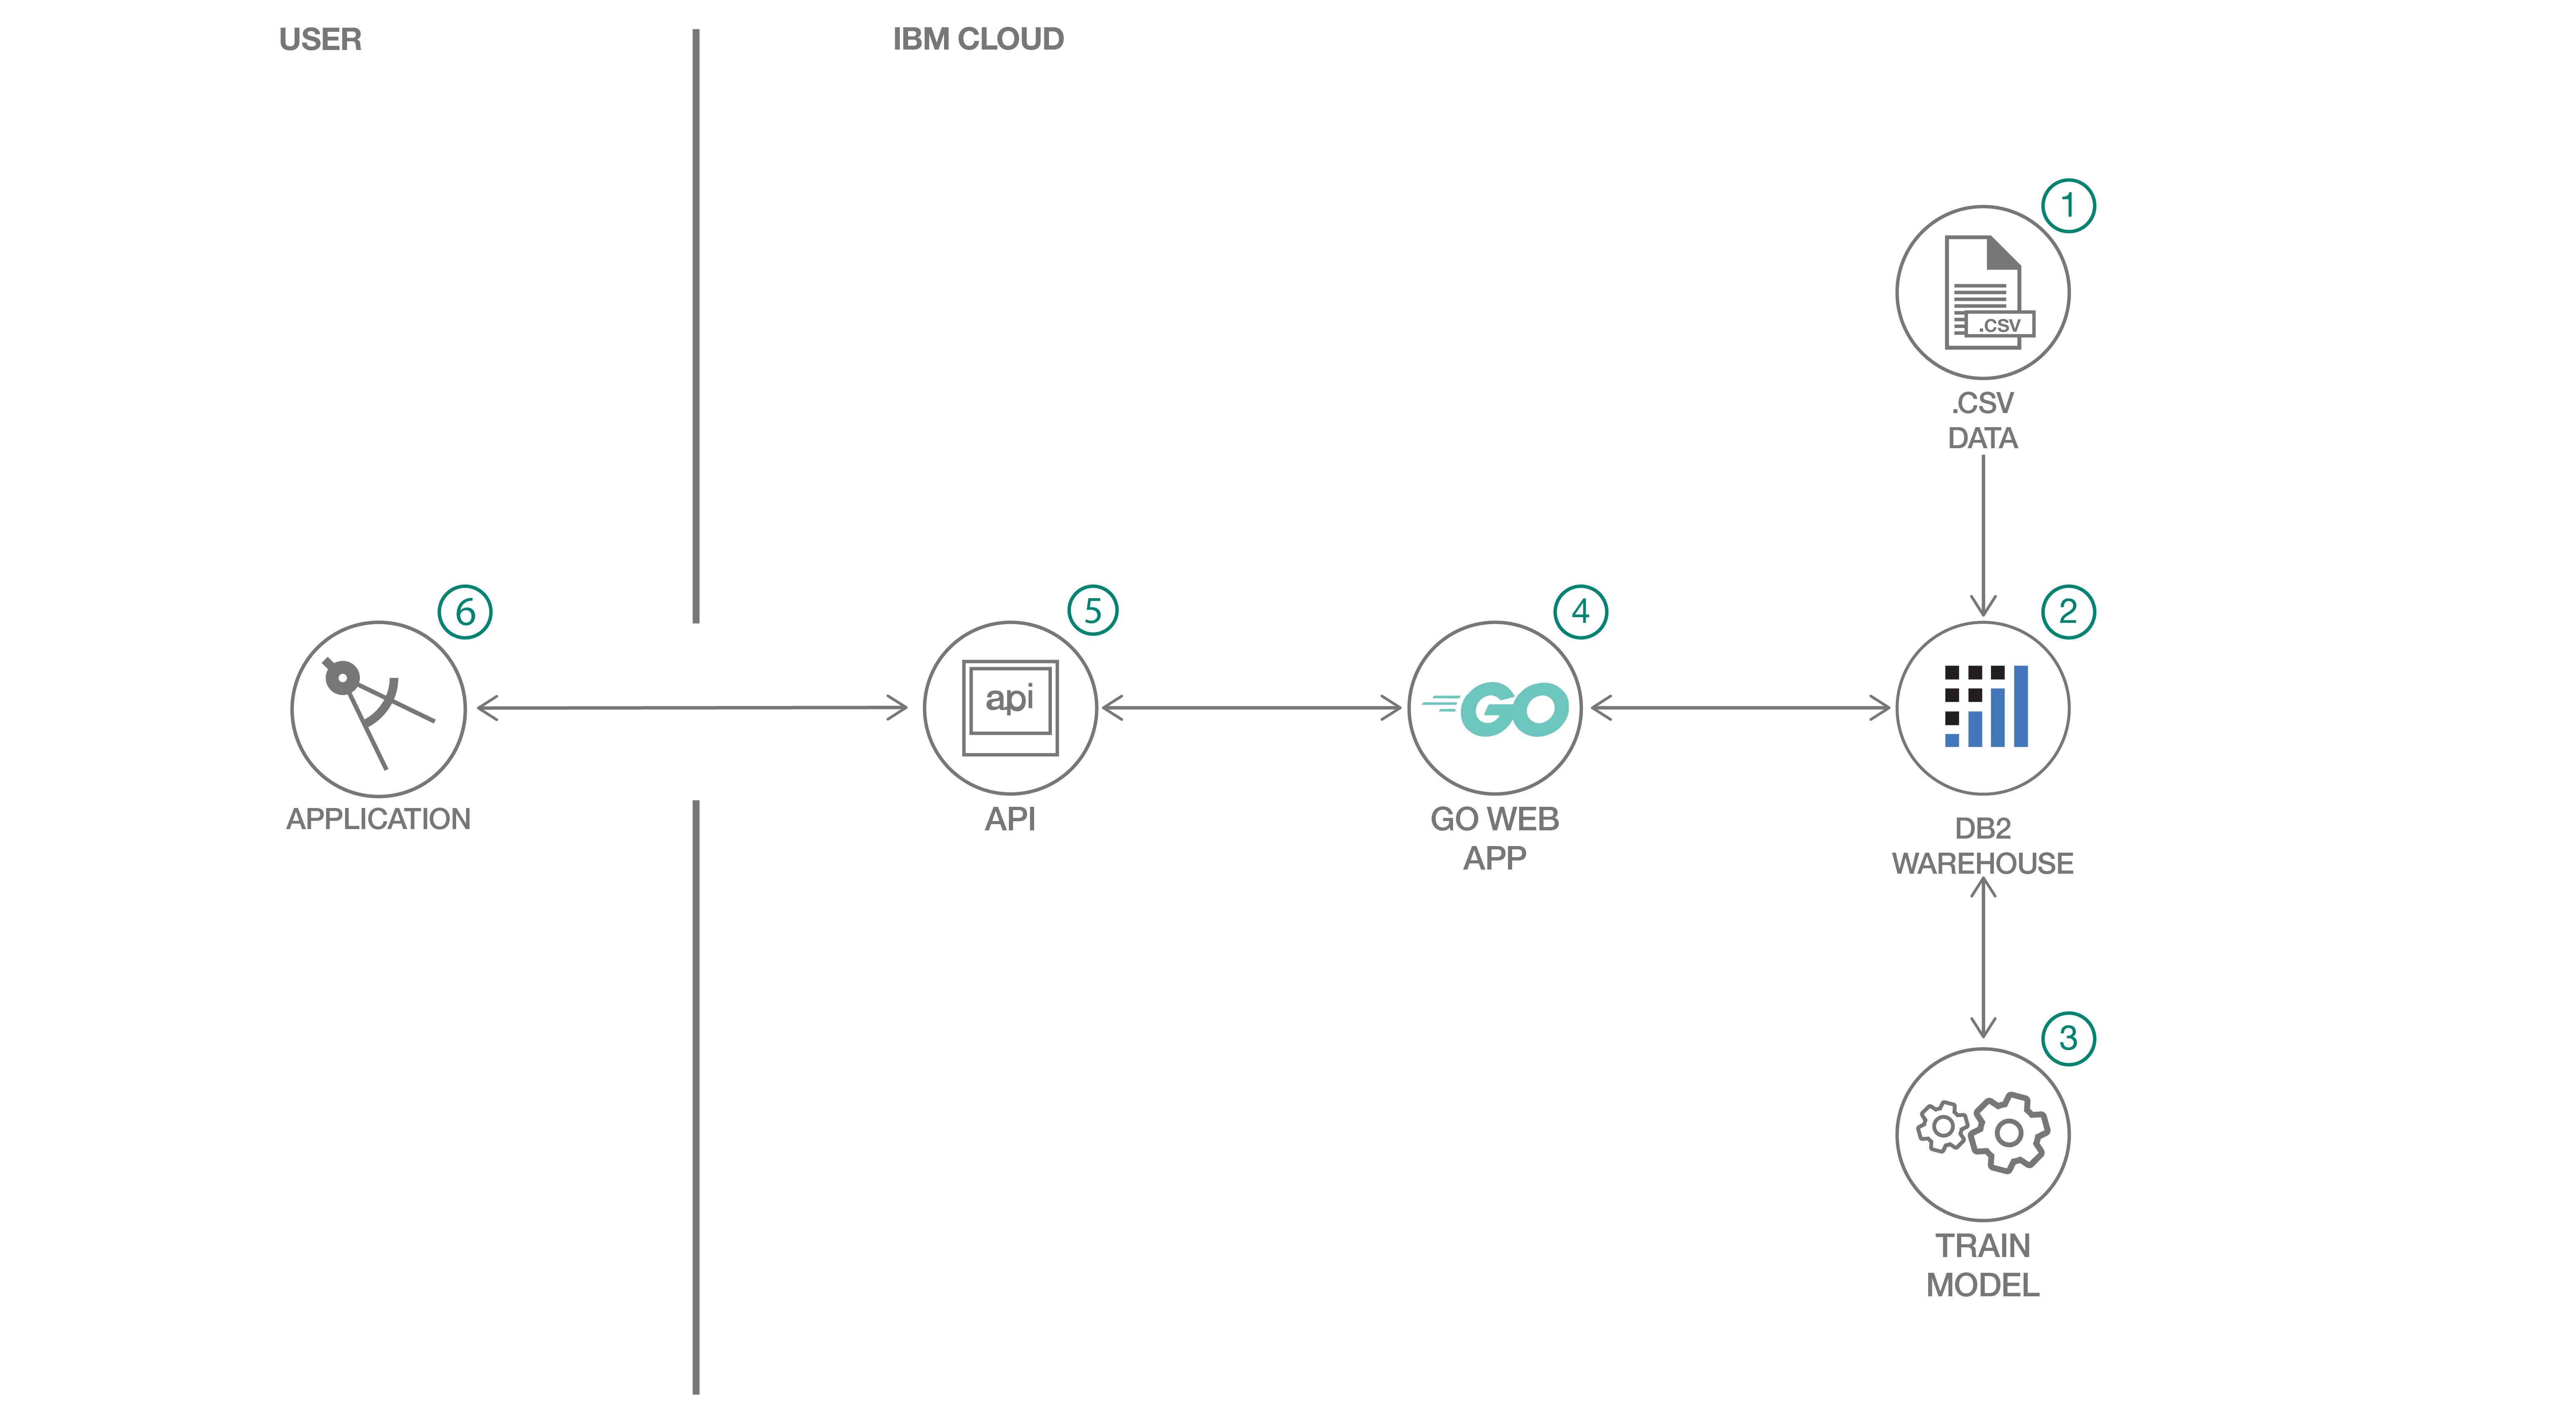 USER
IBM CLOUD
1
.CSV
.CSV
DATA
6
APPLICATION
5
api
API
4
GO
GO WEB
APP
2
DB2
WAREHOUSE
3
TRAIN
MODEL